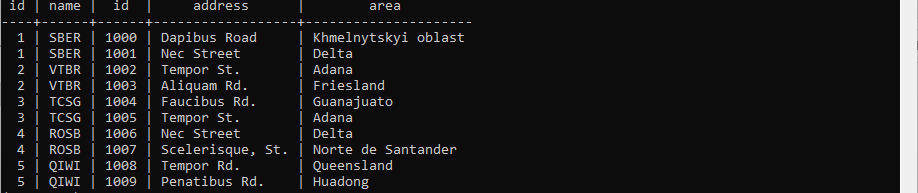 id | name | id | address | area
----+------+------+-----------------+---------------------
1 | SBER | 1000 | Dapibus Road | Khmelnytskyi oblast
1 | SBER | 1001 | Nec Street | Delta
2 | VTBR | 1002 | Tempor St. | Adana
2 | VTBR | 1003 | Aliquam Rd. | Friesland
3 | TCSG | 1004 | Faucibus Rd. | Guanajuato
3 | TCSG | 1005 | Tempor St. | Adana
4 | ROSB | 1006 | Nec Street | Delta
4 | ROSB | 1007 | Scelerisque, St. | Norte de Santander
5 | QIWI | 1008 | Tempor Rd. | Queensland
5 | QIWI | 1009 | Penatibus Rd. | Huadong